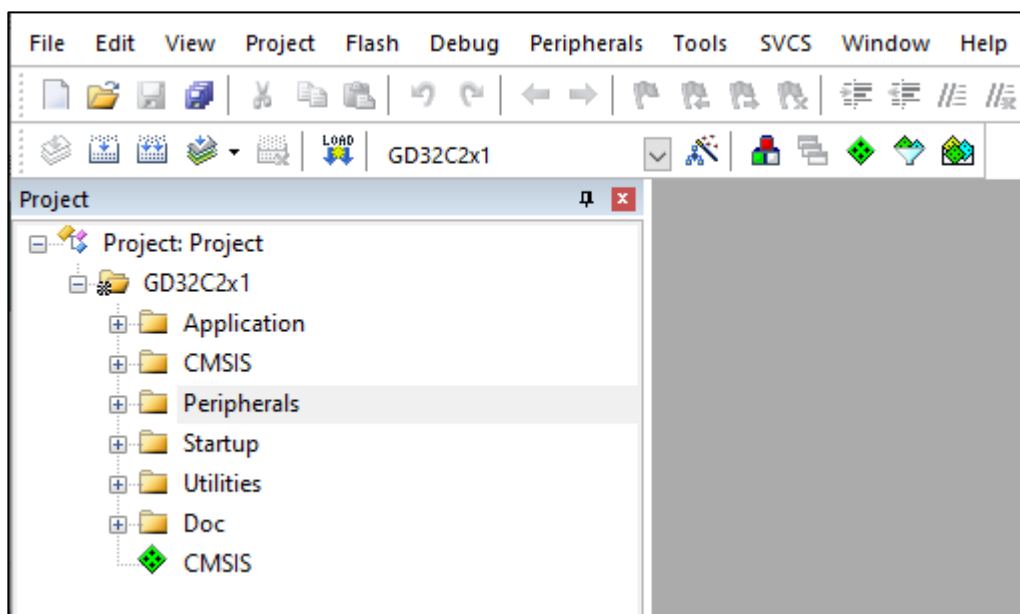 File Edit View Project Flash Debug Peripherals Tools SVCS Window Help
LOAD GD32C2x1
Project
Project: Project
GD32C2x1
Application
CMSIS
Peripherals
Startup
Utilities
Doc
CMSIS